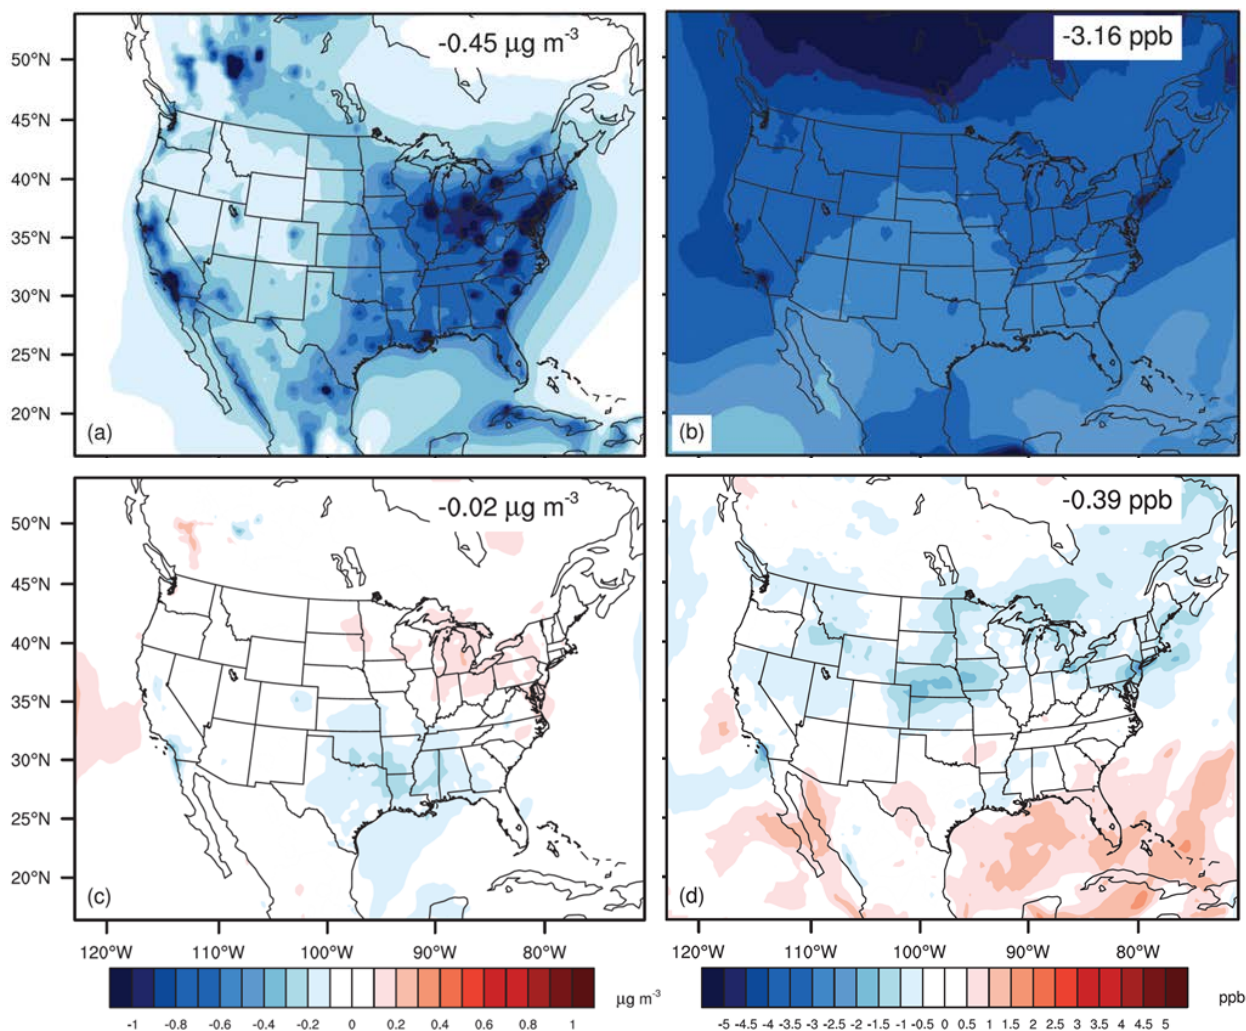 -0.45 μg m-3
-3.16 ppb
50°N
45°N
40°N
35°N
30°N
25°N
20°N
(a)
(b)
-0.02 μg m-3
-0.39 ppb
50°N
45°N
40°N
35°N
30°N
25°N
20°N
(c)
(d)
120°W 110°W 100°W 90°W 80°W
120°W 110°W 100°W 90°W 80°W
μg m-3
-1 -0.8 -0.6 -0.4 -0.2 0 0.2 0.4 0.6 0.8 1
ppb
-5 -4.5 -4 -3.5 -3 -2.5 -2 -1.5 -1 -0.5 0 0.5 1 1.5 2 2.5 3 3.5 4 4.5 5